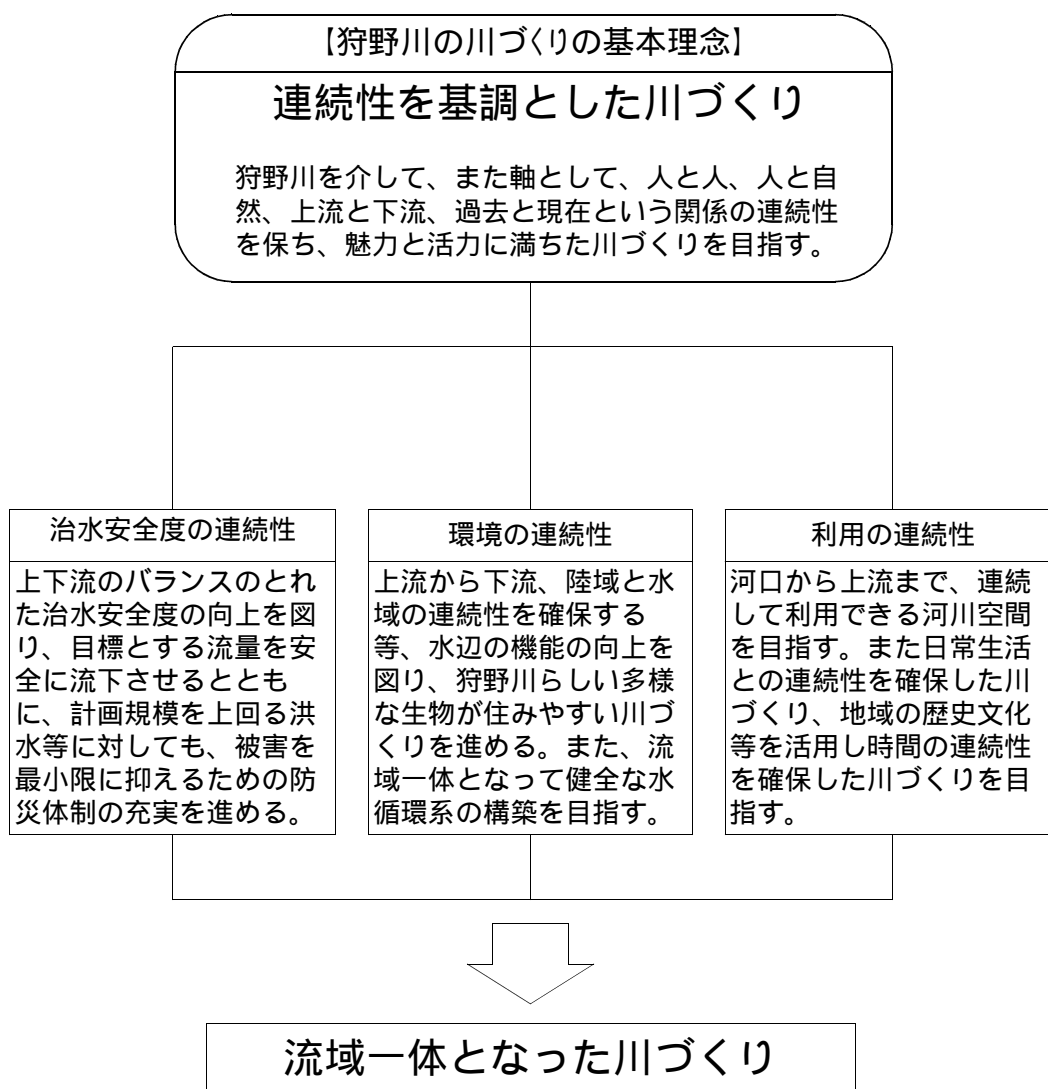 【狩野川の川づくりの基本理念】
連続性を基調とした川づくり
狩野川を介して、また軸として、人と人、人と自
然、上流と下流、過去と現在という関係の連続性
を保ち、魅力と活力に満ちた川づくりを目指す。
治水安全度の連続性
上下流のバランスのとれ
た治水安全度の向上を図
り、目標とする流量を安
全に流下させるととも
に、計画規模を上回る洪
水等に対しても、被害を
最小限に抑えるための防
災体制の充実を進める。
環境の連続性
上流から下流、陸域と水
域の連続性を確保する
等、水辺の機能の向上を
図り、狩野川らしい多様
な生物が住みやすい川づ
くりを進める。また、流
域一体となって健全な水
循環系の構築を目指す。
利用の連続性
河口から上流まで、連続
して利用できる河川空間
を目指す。また日常生活
との連続性を確保した川
づくり、地域の歴史文化
等を活用し時間の連続性
を確保した川づくりを目
指す。
流域一体となった川づくり